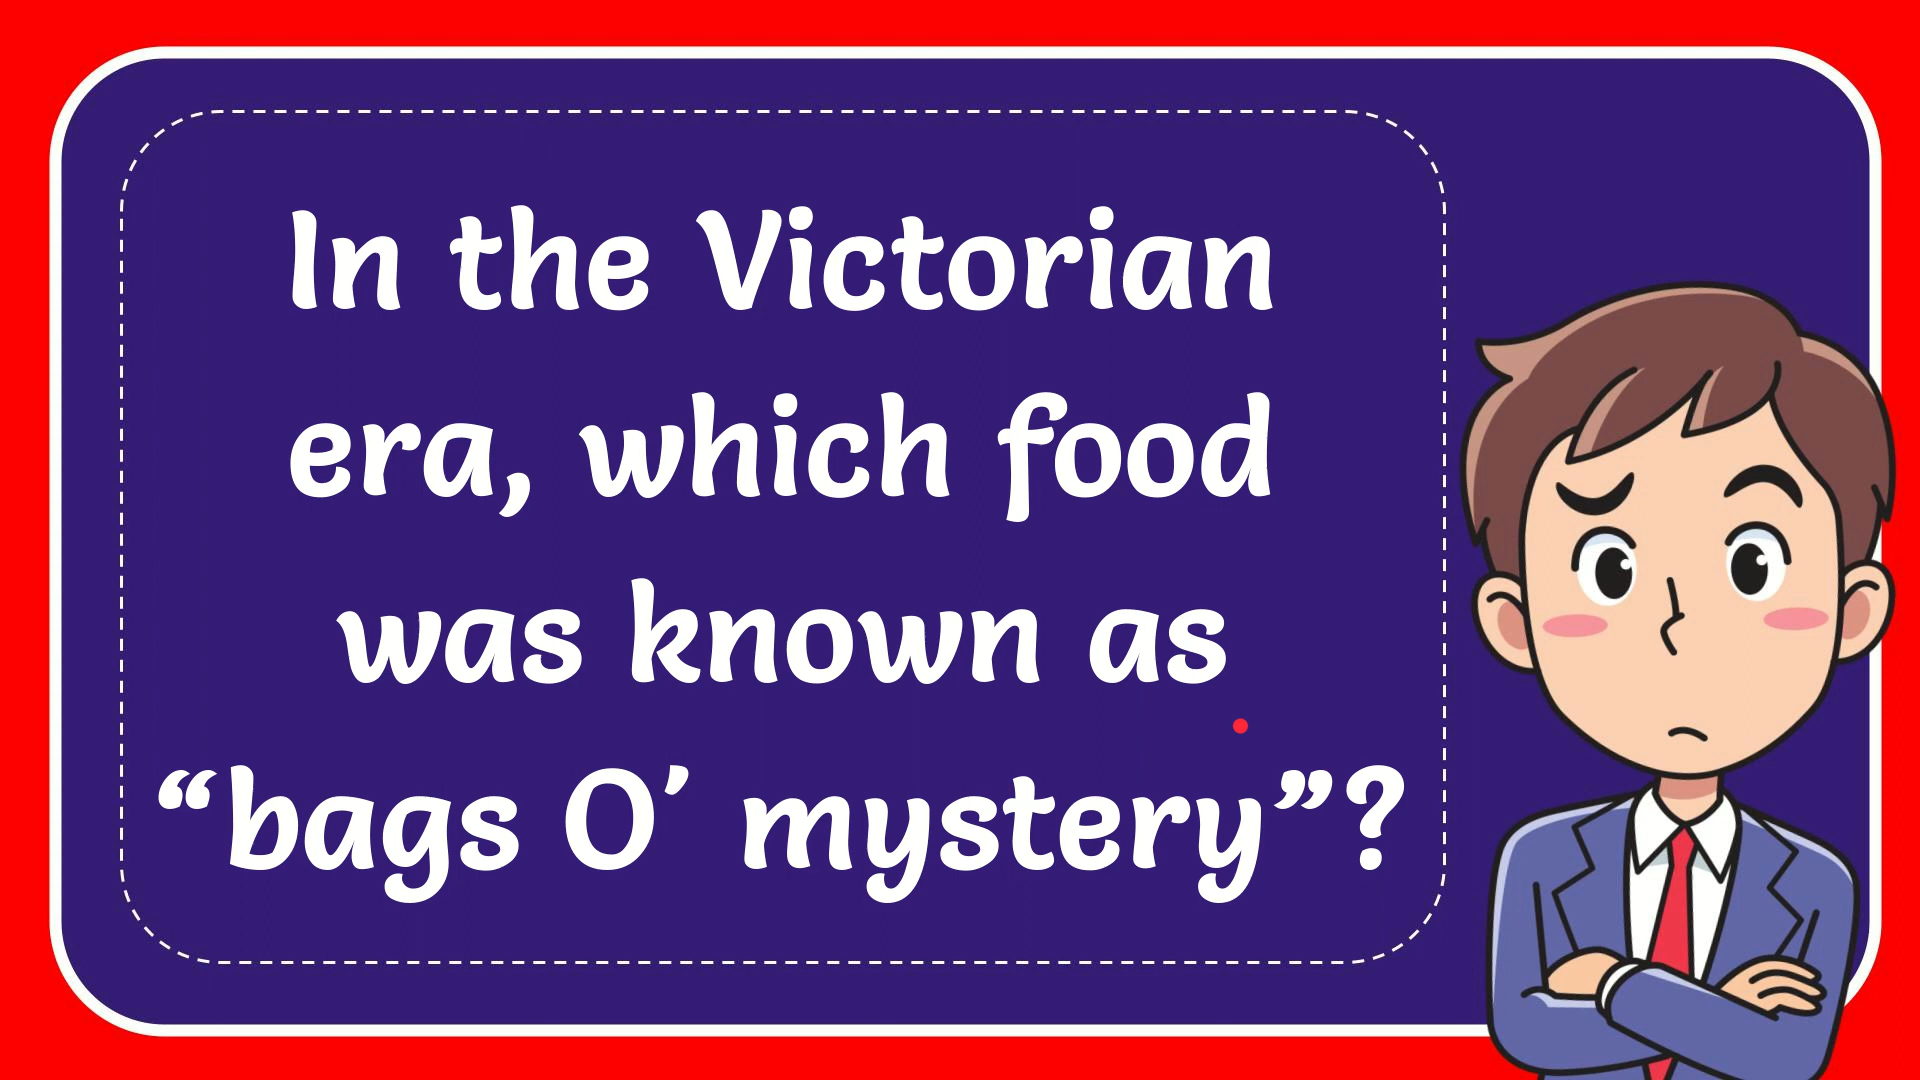 In the Victorian
era, which food
was known as
“bags O’ mystery”?